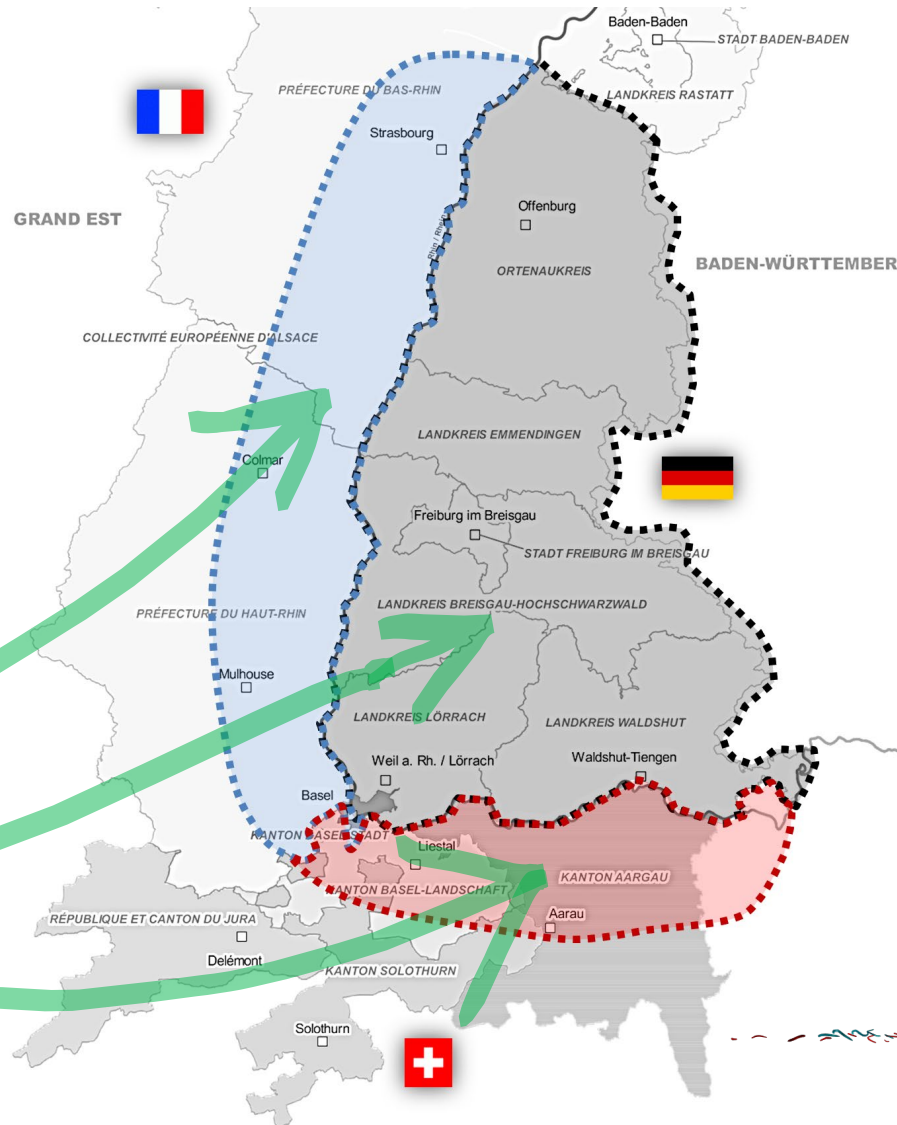 Baden-Baden
STADT BADEN-BADEN
PRÉFECTURE DU BAS-RHIN
LANDKREIS RASTATT
Strasbourg
Offenburg
GRAND EST
Rhin / Rhein
BADEN-WÜRTTEMBER
ORTENAUKREIS
COLLECTIVITÉ EUROPÉENNE D'ALSACE
LANDKREIS EMMENDINGEN
Colmar
Freiburg im Breisgau
STADT FREIBURG IM BREISGAU
LANDKREIS BREISGAU-HOCHSCHWARZWALD
PRÉFECTURE DU HAUT-RHIN
Mulhouse
LANDKREIS LÖRRACH
LANDKREIS WALDSHUT
Weil a. Rh. / Lörrach
Waldshut-Tiengen
Basel
KANTON BASEL-STADT
Liestal
KANTON BASEL-LANDSCHAFT
KANTON AARGAU
RÉPUBLIQUE ET CANTON DU JURA
Aarau
Delémont
KANTON SOLOTHURN
Solothurn